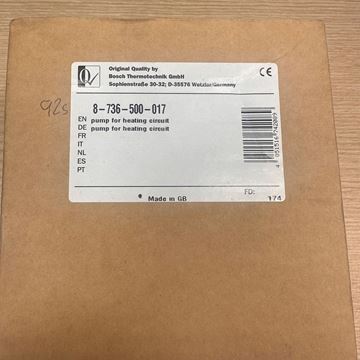 Original Quality by
Bosch Thermotechnik GmbH
Sophienstraße 30-32; D-35576 Wetzlar/Germany
CE
92s
8-736-500-017
EN pump for heating circuit
DE pump for heating circuit
FR
IT
NL
ES
PT
FD:
* Made in GB
174